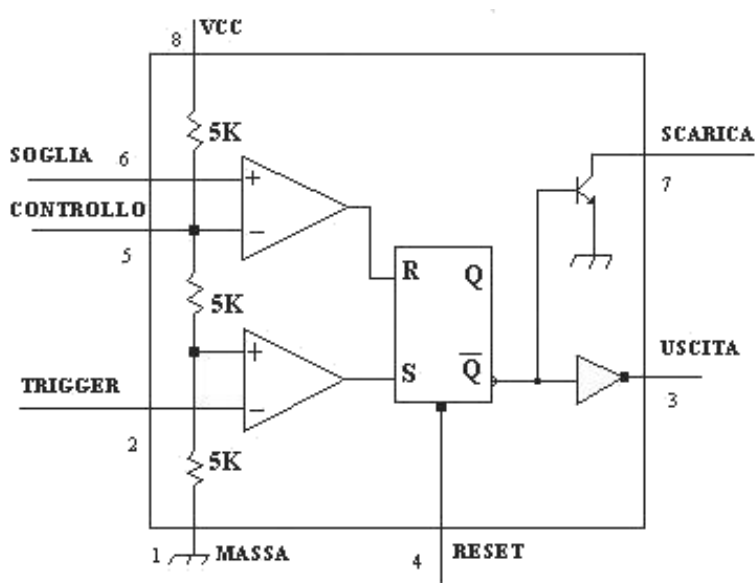 VCC
8
5K
SOGLIA
6
SCARICA
7
+
CONTROLLO
5
−
R
Q
5K
+
S
Q̅
USCITA
3
TRIGGER
2
−
5K
1
MASSA
4
RESET